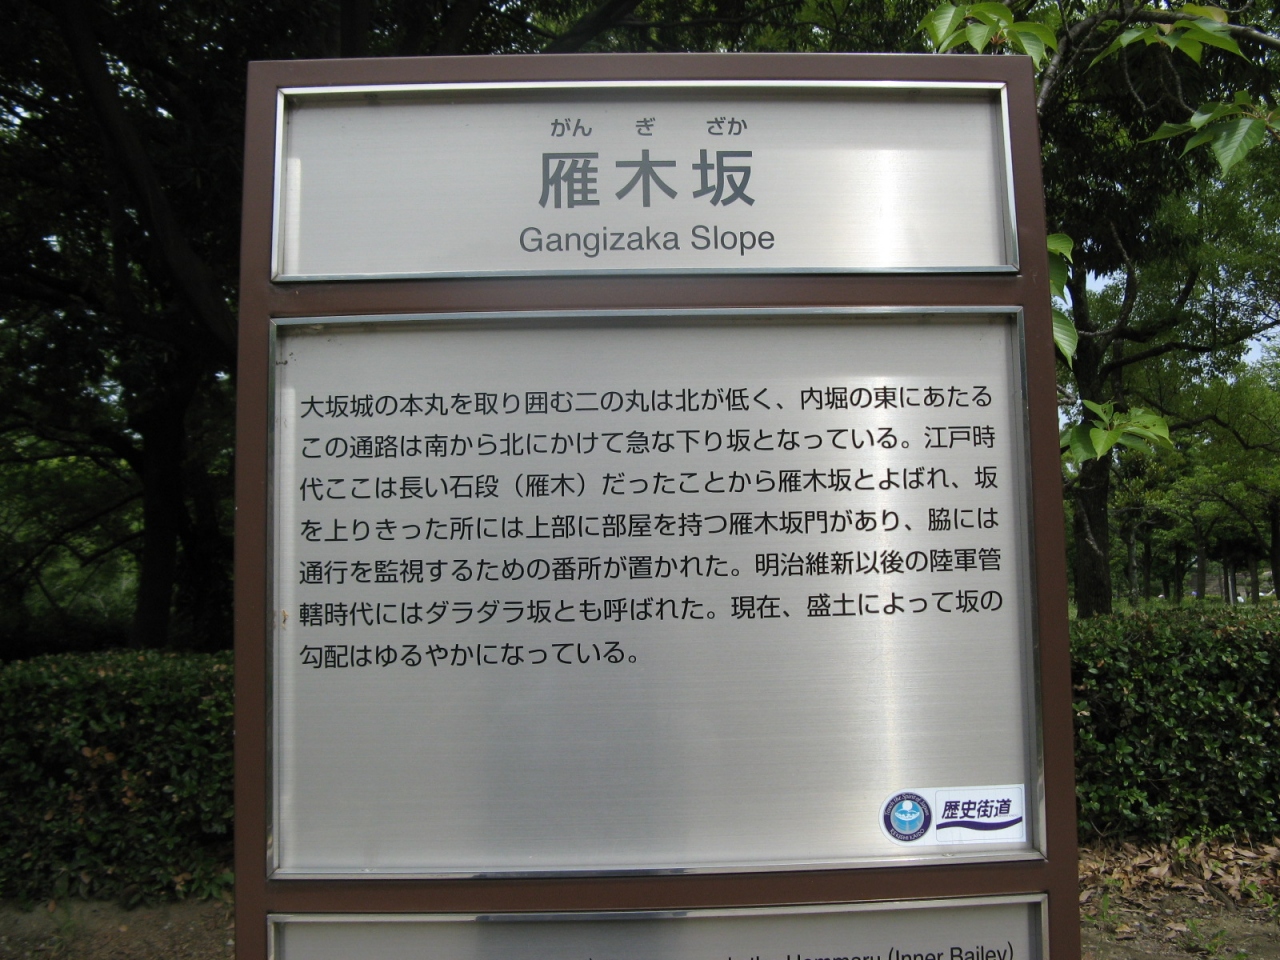 がん ぎ ざか
雁木坂
Gangizaka Slope
大坂城の本丸を取り囲む二の丸は北が低く、内堀の東にあたる
この通路は南から北にかけて急な下り坂となっている。江戸時
代ここは長い石段（雁木）だったことから雁木坂とよばれ、坂
を上りきった所には上部に部屋を持つ雁木坂門があり、脇には
通行を監視するための番所が置かれた。明治維新以後の陸軍管
轄時代にはダラダラ坂とも呼ばれた。現在、盛土によって坂の
勾配はゆるやかになっている。
歴史街道
the Hommaru (Inner Bailey)